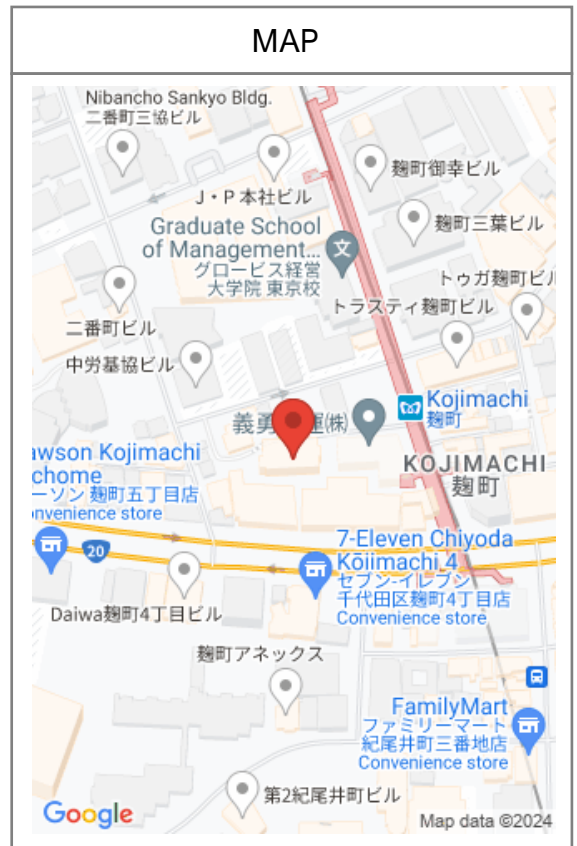 MAP
Nibancho Sankyo Bldg.
二番町三協ビル
J・P本社ビル
麹町御幸ビル
麹町三葉ビル
Graduate School
of Management...
グロービス経営
大学院 東京校
トゥガ麹町ビル
トラスティ麹町ビル
二番町ビル
中労基協ビル
Kojimachi
麹町
義勇
運㈱
KOJIMACHI
麹町
awson Kojimachi
chome
ーソン 麹町五丁目店
onvenience store
20
7-Eleven Chiyoda
Kōjimachi 4
セブン-イレブン
千代田区麹町4丁目店
Convenience store
Daiwa麹町4丁目ビル
麹町アネックス
FamilyMart
ファミリーマート
紀尾井町三番地店
Convenience store
第2紀尾井町ビル
Google
Map data ©2024
文